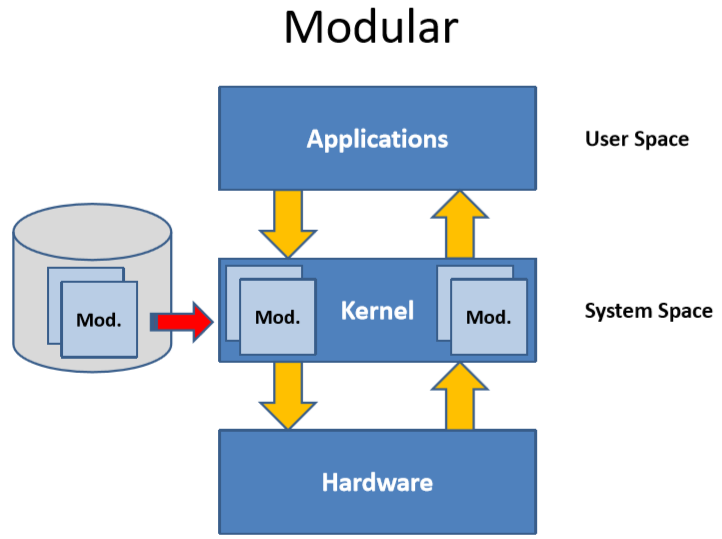 Modular
Applications
User Space
Mod.
Mod.
Kernel
Mod.
System Space
Hardware